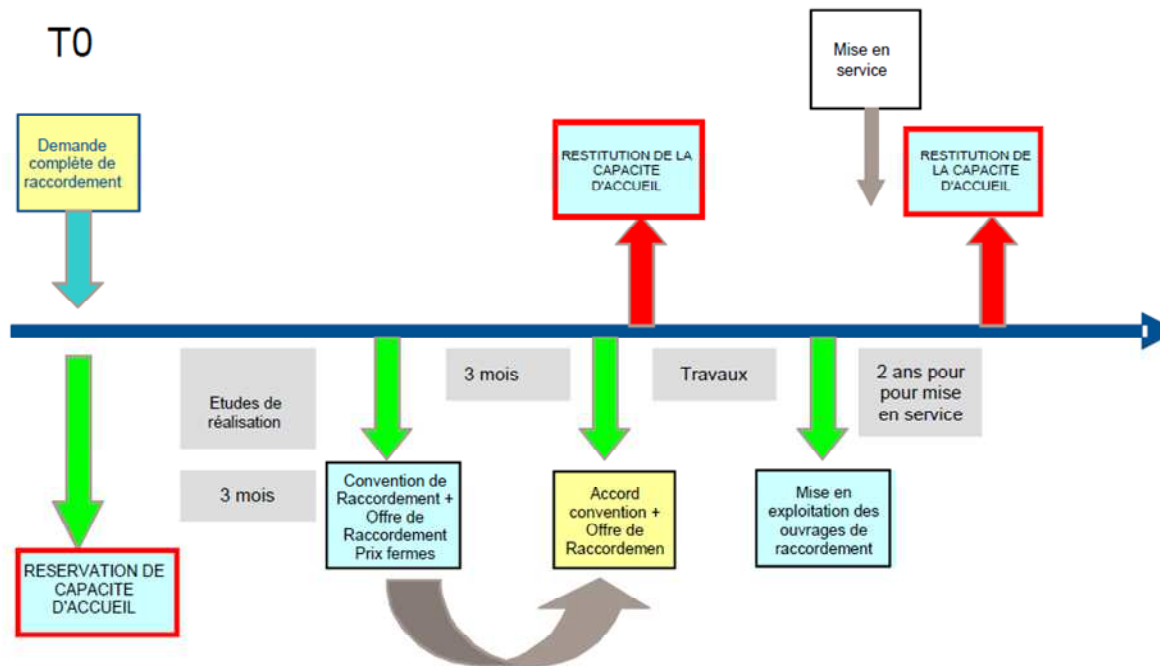 T0
Mise en
service
Demande
complète de
raccordement
RESTITUTION DE LA
CAPACITE
D'ACCUEIL
RESTITUTION DE
LA CAPACITE
D'ACCUEIL
Etudes de
réalisation
3 mois
3 mois
Travaux
2 ans pour
pour mise
en service
RESERVATION DE
CAPACITE
D'ACCUEIL
Convention de
Raccordement +
Offre de
Raccordement
Prix fermes
Accord
convention +
Offre de
Raccordemen
Mise en
exploitation des
ouvrages de
raccordement